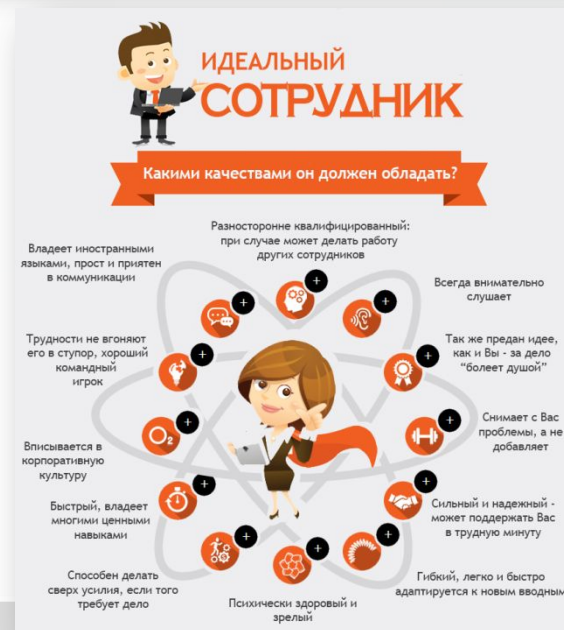 ИДЕАЛЬНЫЙ
СОТРУДНИК
Какими качествами он должен обладать?
Разносторонне квалифицированный:
при случае может делать работу
других сотрудников
Владеет иностранными
языками, прост и приятен
в коммуникации
Всегда внимательно
слушает
Трудности не вгоняют
его в ступор, хороший
командный
игрок
Так же предан идее,
как и Вы - за дело
"болеет душой"
Снимает с Вас
проблемы, а не
добавляет
O2
Вписывается в
корпоративную
культуру
Быстрый, владеет
многими ценными
навыками
Сильный и надежный -
может поддержать Вас
в трудную минуту
Способен делать
сверх усилия, если того
требует дело
Гибкий, легко и быстро
адаптируется к новым вводным
Психически здоровый и
зрелый